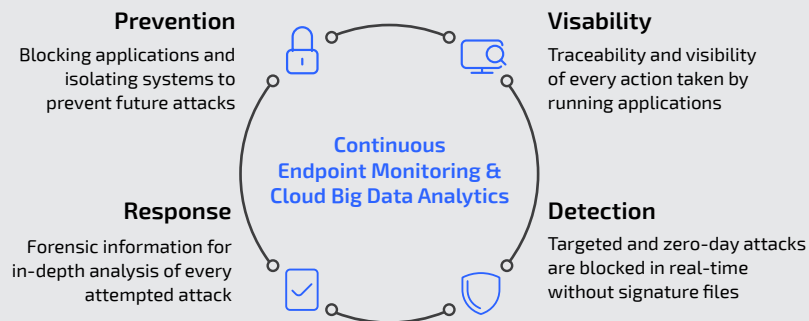 Prevention
Blocking applications and
isolating systems to
prevent future attacks
Visability
Traceability and visibility
of every action taken by
running applications
Continuous
Endpoint Monitoring &
Cloud Big Data Analytics
Response
Forensic information for
in-depth analysis of every
attempted attack
Detection
Targeted and zero-day attacks
are blocked in real-time
without signature files